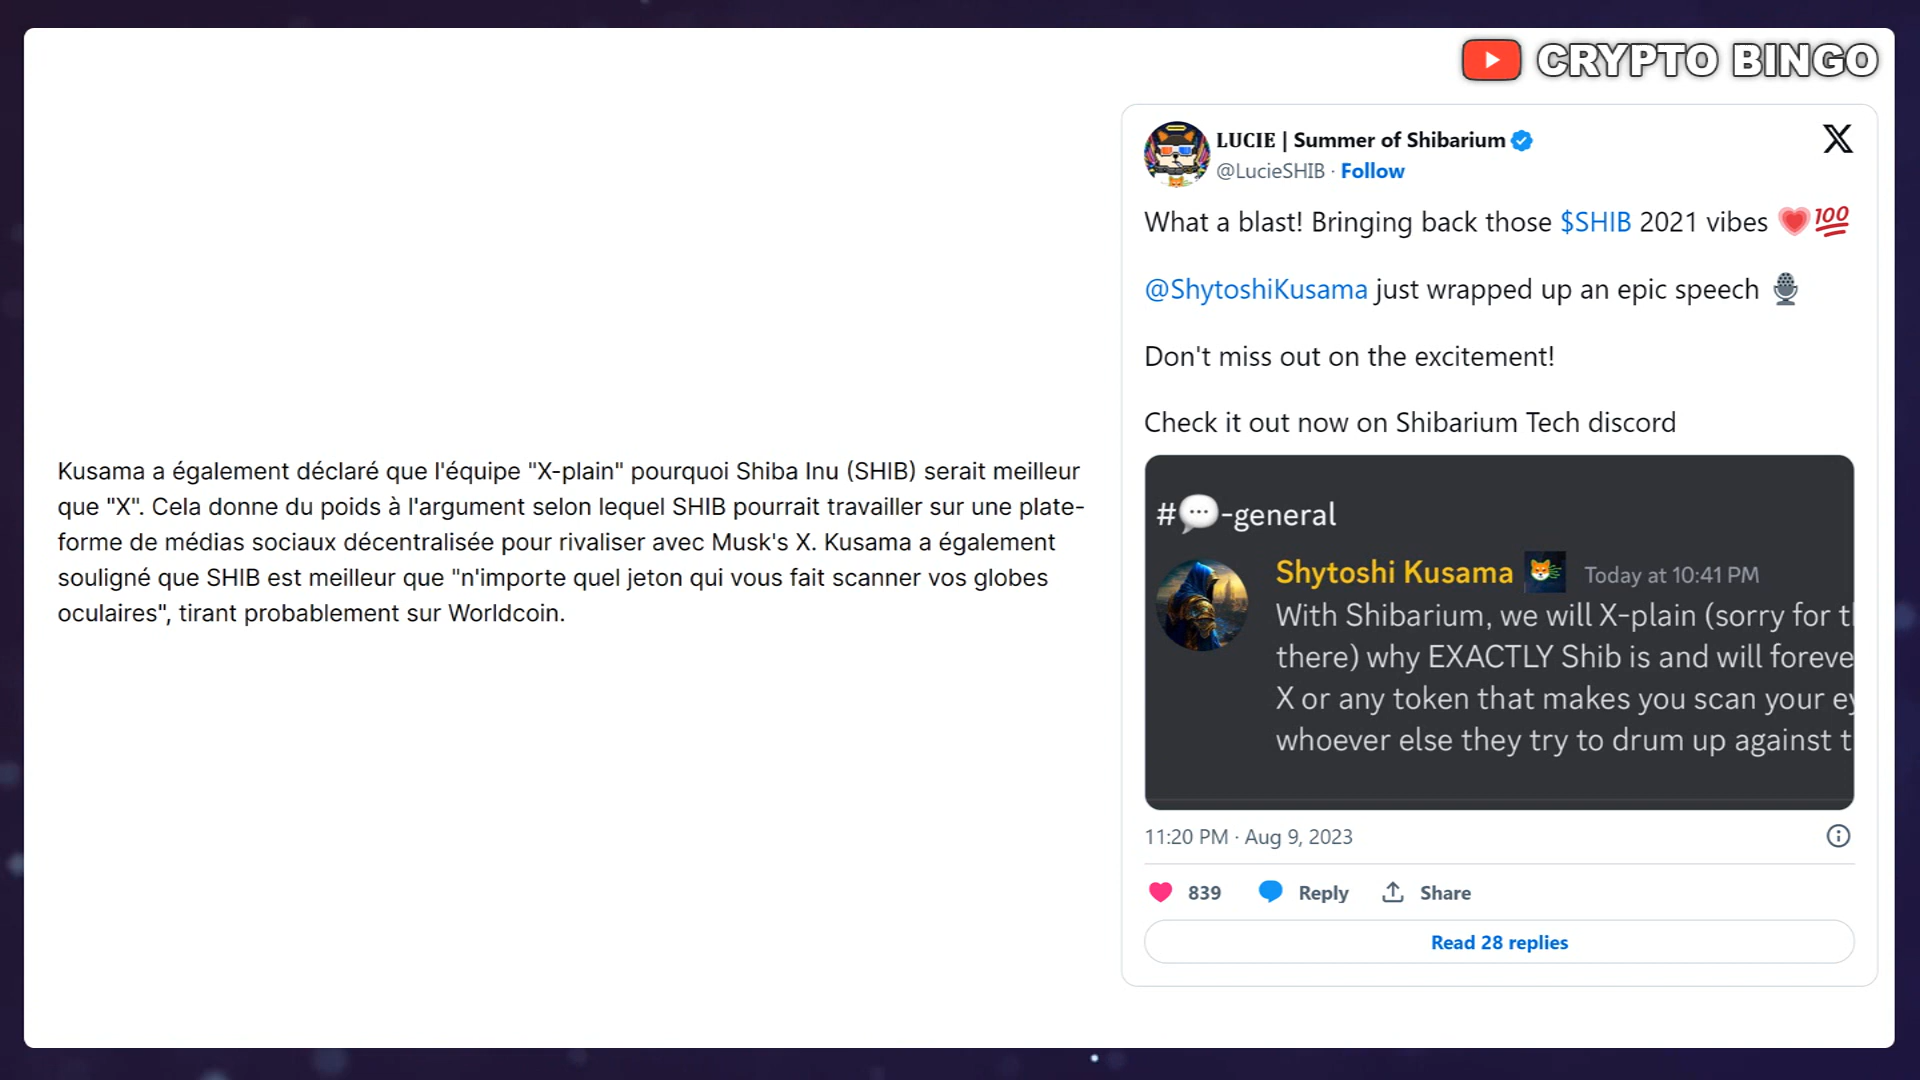 CRYPTO BINGO
Kusama a également déclaré que l'équipe "X-plain" pourquoi Shiba Inu (SHIB) serait meilleur
que "X". Cela donne du poids à l'argument selon lequel SHIB pourrait travailler sur une plate-
forme de médias sociaux décentralisée pour rivaliser avec Musk's X. Kusama a également
souligné que SHIB est meilleur que "n'importe quel jeton qui vous fait scanner vos globes
oculaires", tirant probablement sur Worldcoin.
LUCIE | Summer of Shibarium
@LucieSHIB · Follow
What a blast! Bringing back those $SHIB 2021 vibes 💗💯
@ShytoshiKusama just wrapped up an epic speech 🎙
Don't miss out on the excitement!
Check it out now on Shibarium Tech discord
#💬-general
Shytoshi Kusama Today at 10:41 PM
With Shibarium, we will X-plain (sorry for
there) why EXACTLY Shib is and will
X or any token that makes you scan your
whoever else they try to drum up against
11:20 PM · Aug 9, 2023
839 Reply Share
Read 28 replies